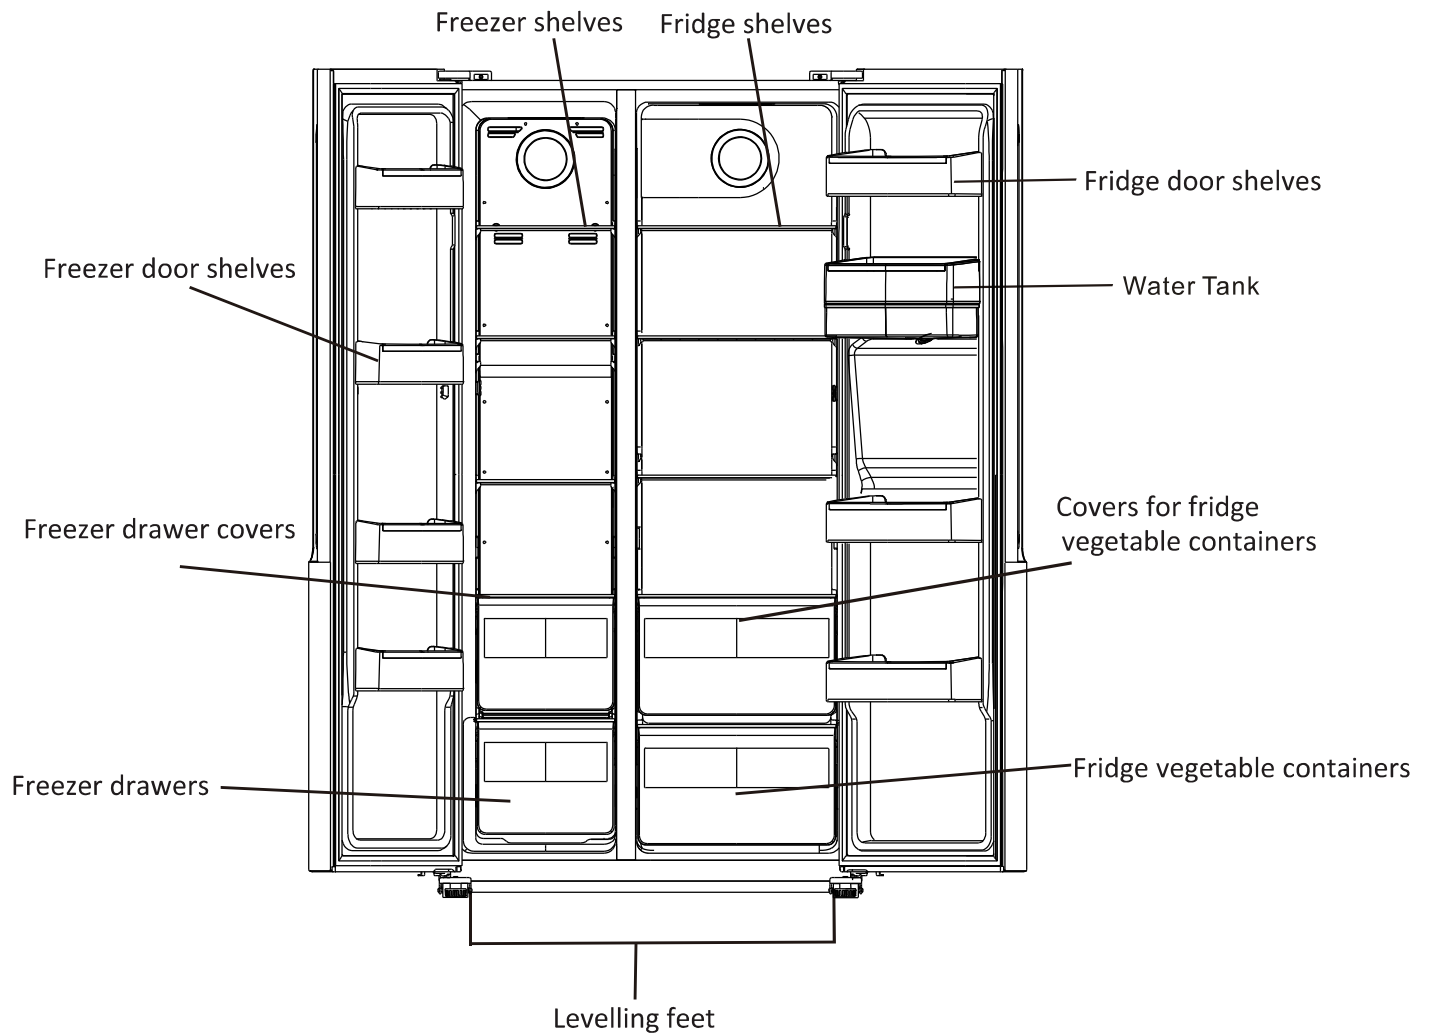 Freezer shelves
Fridge shelves
Fridge door shelves
Freezer door shelves
Water Tank
Covers for fridge
vegetable containers
Freezer drawer covers
Fridge vegetable containers
Freezer drawers
Levelling feet